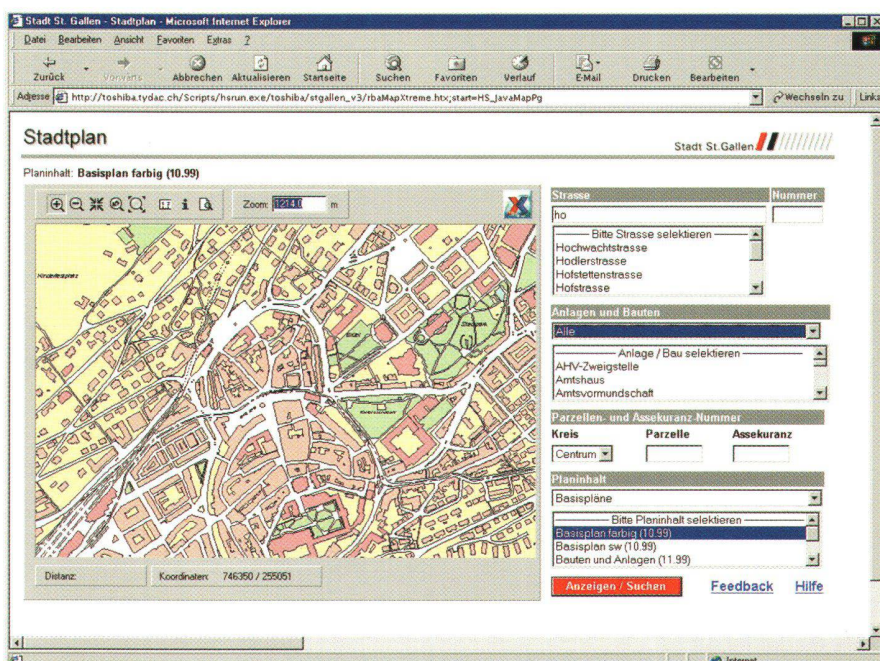 Stadt St. Gallen - Stadtplan - Microsoft Internet Explorer
Datei Bearbeiten Ansicht Favoriten Extras ?
Zurück Vorwärts Abbrechen Aktualisieren Startseite Suchen Favoriten Verlauf E-Mail Drucken Bearbeiten
Adresse http://toshiba.tydac.ch/Scripts/hsrun.exe/toshiba/stgallen_v3/rbaMapXtreme.htx;start=HS_JavaMapPg Wechseln zu Links
Stadtplan
Stadt St.Gallen
Planinhalt: Basisplan farbig (10.99)
Zoom: 1214.0 m
Strasse Nummer
ho
Bitte Strasse selektieren
Hochwachtstrasse
Hodlerstrasse
Hofstettenstrasse
Hofstrasse
Anlagen und Bauten
Alle
Anlage / Bau selektieren
AHV-Zweigstelle
Amtshaus
Amtsvormundschaft
Parzellen- und Assekuranz-Nummer
Kreis Parzelle Assekuranz
Centrum
Planinhalt
Basispläne
Bitte Planinhalt selektieren
Basisplan farbig (10.99)
Basisplan sw (10.99)
Bauten und Anlagen (11.99)
Distanz: Koordinaten: 746350 / 255051
Anzeigen / Suchen Feedback Hilfe
Internet